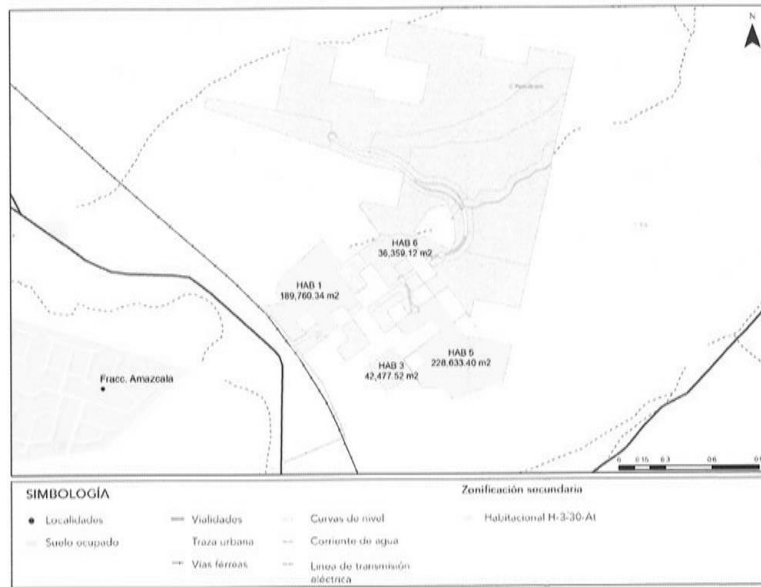 N
HAB 6
36,359.12 m2
HAB 1
189,760.34 m2
HAB 5
228,633.40 m2
HAB 3
42,477.52 m2
Fracc. Amazcala
SIMBOLOGÍA
Localidades
Suelo ocupado
Vialidades
Traza urbana
Vías férreas
Curvas de nivel
Corriente de agua
Línea de transmisión
eléctrica
Zonificación secundaria
Habitacional H-3-30-At